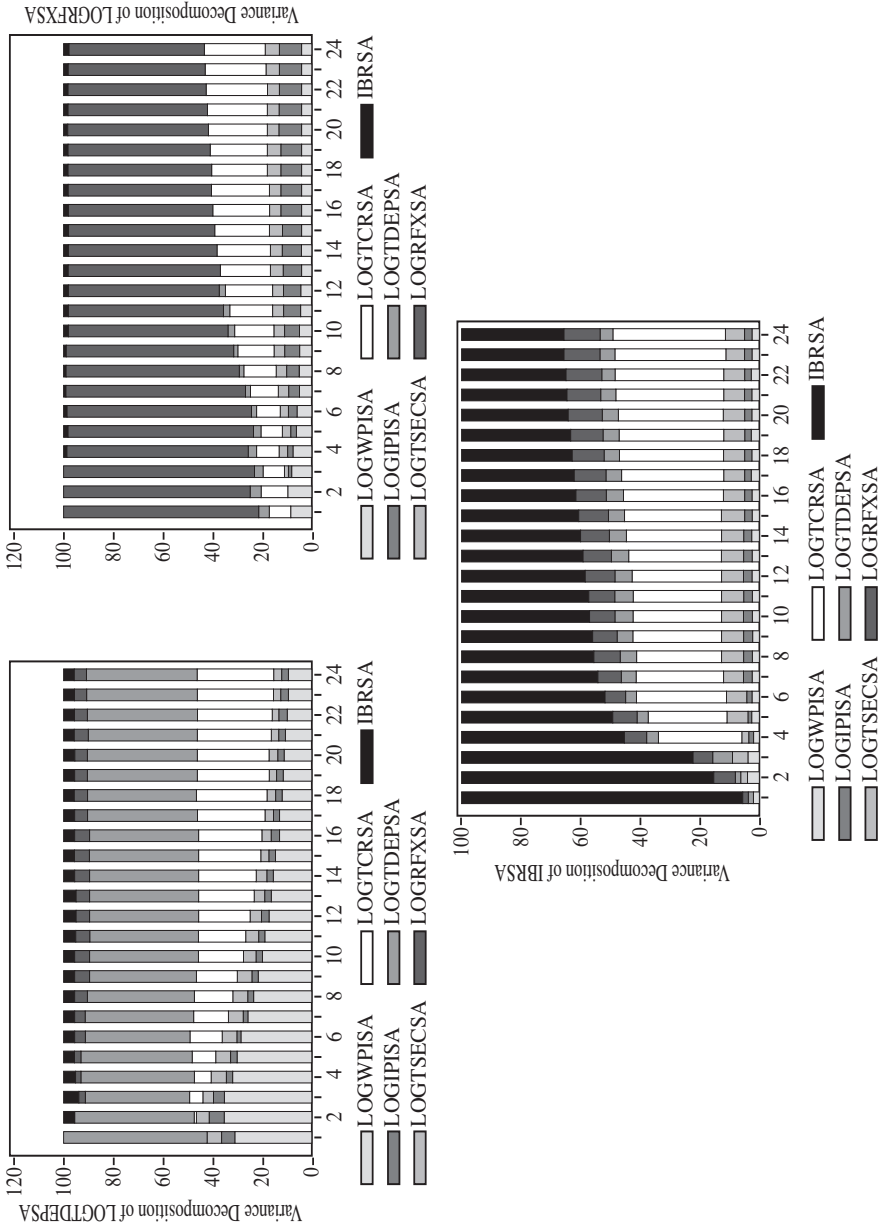 Variance Decomposition of LOGTDEPSA
120
100
80
60
40
20
0
2 4 6 8 10 12 14 16 18 20 22 24
LOGWPISA LOGTCRSA IBRSA
LOGIPISA LOGTDEPSA
LOGTSECSA LOGRFXSA
Variance Decomposition of LOGRFXSA
120
100
80
60
40
20
0
2 4 6 8 10 12 14 16 18 20 22 24
LOGWPISA LOGTCRSA IBRSA
LOGIPISA LOGTDEPSA
LOGTSECSA LOGRFXSA
Variance Decomposition of IBRSA
100
80
60
40
20
0
2 4 6 8 10 12 14 16 18 20 22 24
LOGWPISA LOGTCRSA IBRSA
LOGIPISA LOGTDEPSA
LOGTSECSA LOGRFXSA